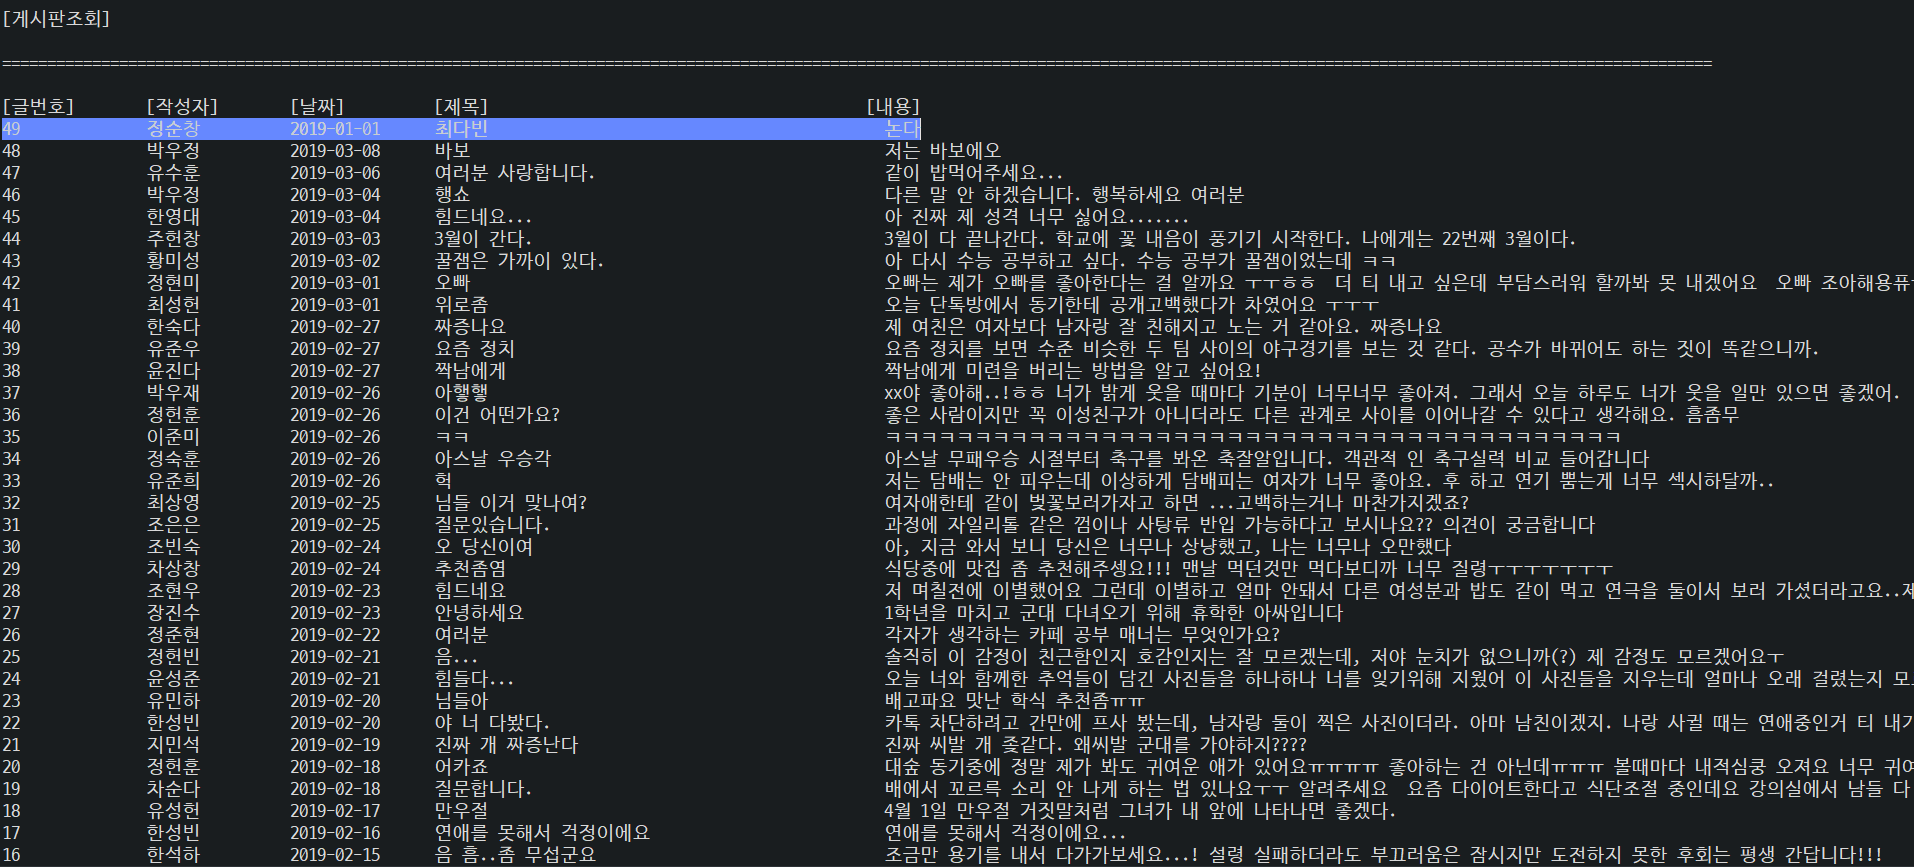 [게시판조회]
==============================================================================================================================================================================================
[글번호] [작성자] [날짜] [제목] [내용]
49 정순창 2019-01-01 최다빈 논다
48 박우정 2019-03-08 바보 저는 바보에오
47 유수훈 2019-03-06 여러분 사랑합니다. 같이 밥먹어주세요...
46 박우정 2019-03-04 행쇼 다른 말 안 하겠습니다. 행복하세요 여러분
45 한영대 2019-03-04 힘드네요... 아 진짜 제 성격 너무 싫어요.......
44 주헌창 2019-03-03 3월이 간다. 3월이 다 끝나간다. 학교에 꽃 내음이 풍기기 시작한다. 나에게는 22번째 3월이다.
43 황미성 2019-03-02 꿀잼은 가까이 있다. 아 다시 수능 공부하고 싶다. 수능 공부가 꿀잼이었는데 ㅋㅋ
42 정현미 2019-03-01 오빠 오빠는 제가 오빠를 좋아한다는 걸 알까요 ㅜㅜㅎㅎ 더 티 내고 싶은데 부담스러워 할까봐 못 내겠어요 오빠 조아해용퓨
41 최성헌 2019-03-01 위로좀 오늘 단톡방에서 동기한테 공개고백했다가 차였어요 ㅜㅜㅜ
40 한숙다 2019-02-27 짜증나요 제 여친은 여자보다 남자랑 잘 친해지고 노는 거 같아요. 짜증나요
39 유준우 2019-02-27 요즘 정치 요즘 정치를 보면 수준 비슷한 두 팀 사이의 야구경기를 보는 것 같다. 공수가 바뀌어도 하는 짓이 똑같으니까.
38 윤진다 2019-02-27 짝남에게 짝남에게 미련을 버리는 방법을 알고 싶어요!
37 박우재 2019-02-26 아행행 xx야 좋아해..!ㅎㅎ 너가 밝게 웃을 때마다 기분이 너무너무 좋아져. 그래서 오늘 하루도 너가 웃을 일만 있으면 좋겠어.
36 정헌훈 2019-02-26 이건 어떤가요? 좋은 사람이지만 꼭 이성친구가 아니더라도 다른 관계로 사이를 이어나갈 수 있다고 생각해요. 흠좀무
35 이준미 2019-02-26 ㅋㅋ ㅋㅋㅋㅋㅋㅋㅋㅋㅋㅋㅋㅋㅋㅋㅋㅋㅋㅋㅋㅋㅋㅋㅋㅋㅋㅋㅋㅋㅋㅋㅋㅋㅋㅋㅋㅋㅋㅋㅋㅋㅋ
34 정숙훈 2019-02-26 아스날 우승각 아스날 무패우승 시절부터 축구를 봐온 축잘알입니다. 객관적 인 축구실력 비교 들어갑니다
33 유준희 2019-02-26 헉 저는 담배는 안 피우는데 이상하게 담배피는 여자가 너무 좋아요. 후 하고 연기 뿜는게 너무 섹시하달까..
32 최상영 2019-02-25 님들 이거 맞나여? 여자애한테 같이 벚꽃보러가자고 하면 ...고백하는거나 마찬가지겠죠?
31 조은은 2019-02-25 질문있습니다. 과정에 자일리톨 같은 껌이나 사탕류 반입 가능하다고 보시나요?? 의견이 궁금합니다
30 조빈숙 2019-02-24 오 당신이여 아, 지금 와서 보니 당신은 너무나 상냥했고, 나는 너무나 오만했다
29 차상창 2019-02-24 추천좀염 식당중에 맛집 좀 추천해주셍요!!! 맨날 먹던것만 먹다보디까 너무 질령ㅜㅜㅜㅜㅜㅜㅜ
28 조현우 2019-02-23 힘드네요 저 며칠전에 이별했어요 그런데 이별하고 얼마 안돼서 다른 여성분과 밥도 같이 먹고 연극을 둘이서 보러 가셨더라고요..제
27 장진수 2019-02-23 안녕하세요 1학년을 마치고 군대 다녀오기 위해 휴학한 아싸입니다
26 정준현 2019-02-22 여러분 각자가 생각하는 카페 공부 매너는 무엇인가요?
25 정헌빈 2019-02-21 음... 솔직히 이 감정이 친근함인지 호감인지는 잘 모르겠는데, 저야 눈치가 없으니까(?) 제 감정도 모르겠어요ㅜ
24 윤성준 2019-02-21 힘들다... 오늘 너와 함께한 추억들이 담긴 사진들을 하나하나 너를 잊기위해 지웠어 이 사진들을 지우는데 얼마나 오래 걸렸는지 모
23 유민하 2019-02-20 님들아 배고파요 맛난 학식 추천좀ㅠㅠ
22 한성빈 2019-02-20 야 너 다봤다. 카톡 차단하려고 간만에 프사 봤는데, 남자랑 둘이 찍은 사진이더라. 아마 남친이겠지. 나랑 사귈 때는 연애중인거 티 내기
21 지민석 2019-02-19 진짜 개 짜증난다 진짜 씨발 개 좆같다. 왜씨발 군대를 가야하지????
20 정헌훈 2019-02-18 어카죠 대숲 동기중에 정말 제가 봐도 귀여운 애가 있어요ㅠㅠㅠㅠ 좋아하는 건 아닌데ㅠㅠㅠ 볼때마다 내적심쿵 오져요 너무 귀여
19 차순다 2019-02-18 질문합니다. 배에서 꼬르륵 소리 안 나게 하는 법 있나요ㅜㅜ 알려주세요 요즘 다이어트한다고 식단조절 중인데요 강의실에서 남들 다
18 유성헌 2019-02-17 만우절 4월 1일 만우절 거짓말처럼 그녀가 내 앞에 나타나면 좋겠다.
17 한성빈 2019-02-16 연애를 못해서 걱정이에요 연애를 못해서 걱정이에요...
16 한석하 2019-02-15 음 흠..좀 무섭군요 조금만 용기를 내서 다가가보세요...! 설령 실패하더라도 부끄러움은 잠시지만 도전하지 못한 후회는 평생 간답니다!!!